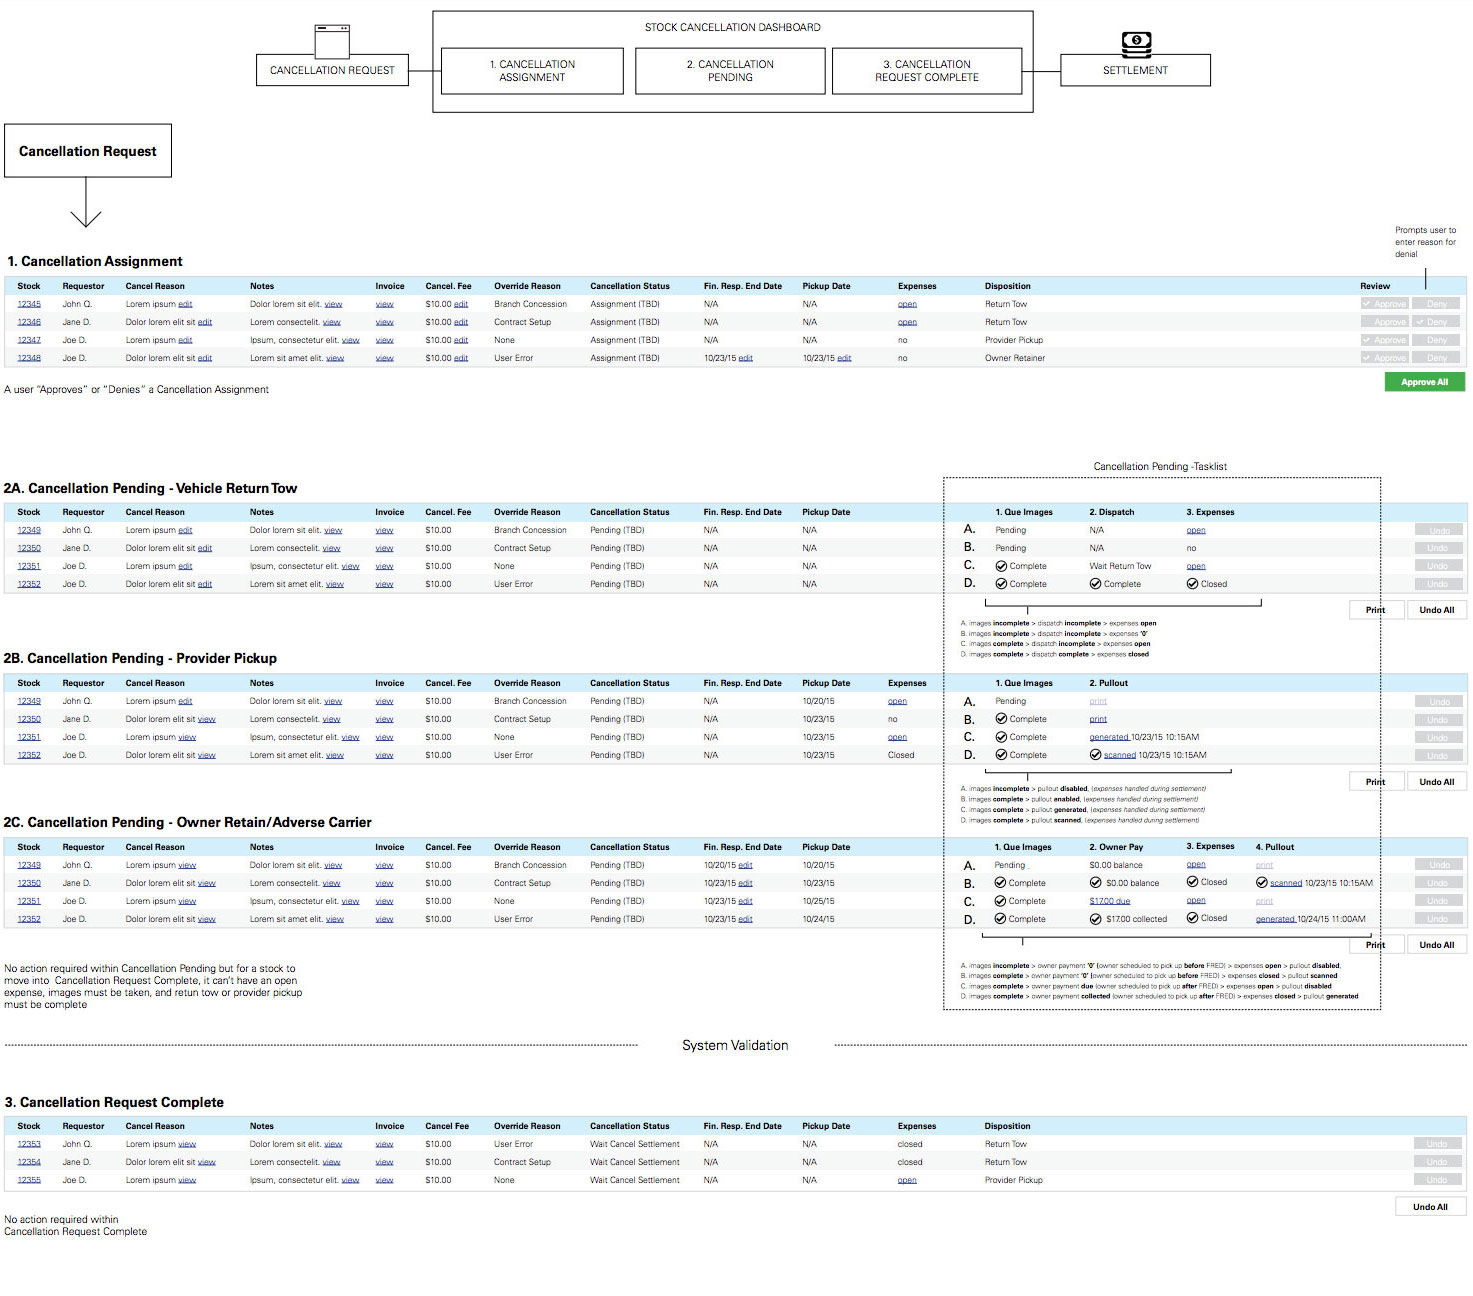 STOCK CANCELLATION DASHBOARD
CANCELLATION REQUEST
1. CANCELLATION ASSIGNMENT
2. CANCELLATION PENDING
3. CANCELLATION REQUEST COMPLETE
SETTLEMENT
Cancellation Request
Prompts user to
enter reason for
denial
1. Cancellation Assignment
Stock Requestor Cancel Reason Notes Invoice Cancel. Fee Override Reason Cancellation Status Fin. Resp. End Date Pickup Date Expenses Disposition Review
12345 John Q. Lorem ipsum edit Dolor lorem sit elit. view view $10.00 edit Branch Concession Assignment (TBD) N/A N/A open Return Tow Approve Deny
12346 Jane D. Dolor lorem elit sit edit Lorem consectelit. view view $10.00 edit Contract Setup Assignment (TBD) N/A N/A open Return Tow Approve Deny
12347 Joe D. Lorem ipsum edit Ipsum, consectetur elit. view view $10.00 edit None Assignment (TBD) N/A N/A no Provider Pickup Approve Deny
12348 Joe D. Dolor lorem elit sit edit Lorem sit amet elit. view view $10.00 edit User Error Assignment (TBD) 10/23/15 edit 10/23/15 edit no Owner Retainer Approve Deny
A user "Approves" or "Denies" a Cancellation Assignment
Approve All
Cancellation Pending -Tasklist
2A. Cancellation Pending - Vehicle Return Tow
Stock Requestor Cancel Reason Notes Invoice Cancel. Fee Override Reason Cancellation Status Fin. Resp. End Date Pickup Date 1. Que Images 2. Dispatch 3. Expenses
12349 John Q. Lorem ipsum edit Dolor lorem sit elit. view view $10.00 Branch Concession Pending (TBD) N/A N/A A. Pending N/A open Undo
12350 Jane D. Dolor lorem elit sit edit Lorem consectelit. view view $10.00 Contract Setup Pending (TBD) N/A N/A B. Pending N/A no Undo
12351 Joe D. Lorem ipsum edit Ipsum, consectetur elit. view view $10.00 None Pending (TBD) N/A N/A C. Complete Wait Return Tow open Undo
12352 Joe D. Dolor lorem elit sit edit Lorem sit amet elit. view view $10.00 User Error Pending (TBD) N/A N/A D. Complete Complete Closed Undo
Print Undo All
A. images incomplete > dispatch incomplete > expenses open
B. images incomplete > dispatch incomplete > expenses '0'
C. images complete > dispatch incomplete > expenses open
D. images complete > dispatch complete > expenses closed
2B. Cancellation Pending - Provider Pickup
Stock Requestor Cancel Reason Notes Invoice Cancel. Fee Override Reason Cancellation Status Fin. Resp. End Date Pickup Date Expenses 1. Que Images 2. Pullout
12349 John Q. Lorem ipsum edit Dolor lorem sit elit. view view $10.00 Branch Concession Pending (TBD) N/A 10/20/15 open A. Pending print Undo
12350 Jane D. Dolor lorem elit sit view Lorem consectelit. view view $10.00 Contract Setup Pending (TBD) N/A 10/23/15 no B. Complete print Undo
12351 Joe D. Lorem ipsum view Ipsum, consectetur elit. view view $10.00 None Pending (TBD) N/A 10/23/15 open C. Complete generated 10/23/15 10:15AM Undo
12352 Joe D. Dolor lorem elit sit view Lorem sit amet elit. view view $10.00 User Error Pending (TBD) N/A 10/23/15 Closed D. Complete scanned 10/23/15 10:15AM Undo
Print Undo All
A. images incomplete > pullout disabled, (expenses handled during settlement)
B. images complete > pullout enabled, (expenses handled during settlement)
C. images complete > pullout generated, (expenses handled during settlement)
D. images complete > pullout scanned, (expenses handled during settlement)
2C. Cancellation Pending - Owner Retain/Adverse Carrier
Stock Requestor Cancel Reason Notes Invoice Cancel. Fee Override Reason Cancellation Status Fin. Resp. End Date Pickup Date 1. Que Images 2. Owner Pay 3. Expenses 4. Pullout
12349 John Q. Lorem ipsum view Dolor lorem sit elit. view view $10.00 Branch Concession Pending (TBD) 10/20/15 edit 10/20/15 A. Pending $0.00 balance open print Undo
12350 Jane D. Dolor lorem elit sit view Lorem consectelit. view view $10.00 Contract Setup Pending (TBD) 10/23/15 edit 10/23/15 B. Complete $0.00 balance Closed scanned 10/23/15 10:15AM Undo
12351 Joe D. Lorem ipsum view Ipsum, consectetur elit. view view $10.00 None Pending (TBD) 10/23/15 edit 10/25/15 C. Complete $17.00 due open print Undo
12352 Joe D. Dolor lorem elit sit view Lorem sit amet elit. view view $10.00 User Error Pending (TBD) 10/23/15 edit 10/24/15 D. Complete $17.00 collected Closed generated 10/24/15 11:00AM Undo
Print Undo All
A. images incomplete > owner payment '0' (owner scheduled to pick up before FRED) > expenses open > pullout disabled,
B. images complete > owner payment '0' (owner scheduled to pick up before FRED) > expenses closed > pullout scanned
C. images complete > owner payment due (owner scheduled to pick up after FRED) > expenses open > pullout disabled
D. images complete > owner payment collected (owner scheduled to pick up after FRED) > expenses closed > pullout generated
No action required within Cancellation Pending but for a stock to
move into Cancellation Request Complete, it can't have an open
expense, images must be taken, and retun tow or provider pickup
must be complete
System Validation
3. Cancellation Request Complete
Stock Requestor Cancel Reason Notes Invoice Cancel Fee Override Reason Cancellation Status Fin. Resp. End Date Pickup Date Expenses Disposition
12353 John Q. Lorem ipsum view Dolor lorem sit elit. view view $10.00 User Error Wait Cancel Settlement N/A N/A closed Return Tow Undo
12354 Jane D. Dolor lorem elit sit view Lorem consectelit. view view $10.00 Contract Setup Wait Cancel Settlement N/A N/A closed Return Tow Undo
12355 Joe D. Lorem ipsum view Ipsum, consectetur elit. view view $10.00 None Wait Cancel Settlement N/A N/A open Provider Pickup Undo
Undo All
No action required within
Cancellation Request Complete